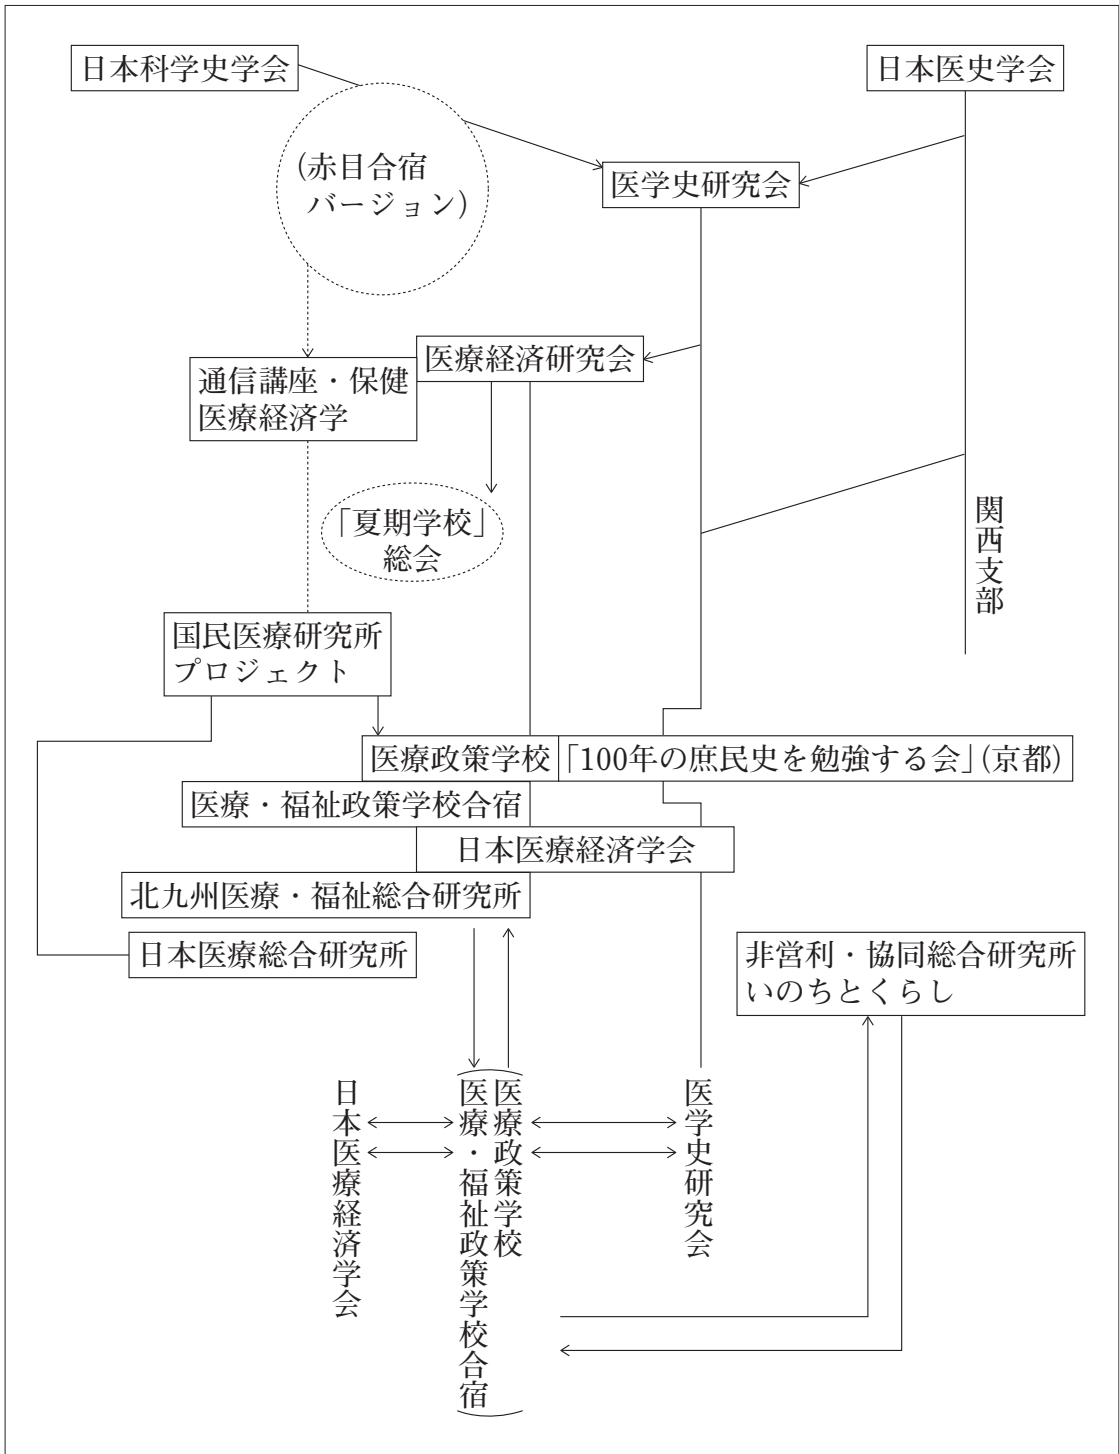 日本科学史学会
日本医史学会
(赤目合宿
バージョン)
医学史研究会
医療経済研究会
通信講座・保健
医療経済学
「夏期学校」
総会
関西支部
国民医療研究所
プロジェクト
医療政策学校
「100年の庶民史を勉強する会」(京都)
医療・福祉政策学校合宿
日本医療経済学会
北九州医療・福祉総合研究所
日本医療総合研究所
非営利・協同総合研究所
いのちとくらし
日本医療経済学会
医療政策学校
医療・福祉政策学校合宿
医学史研究会